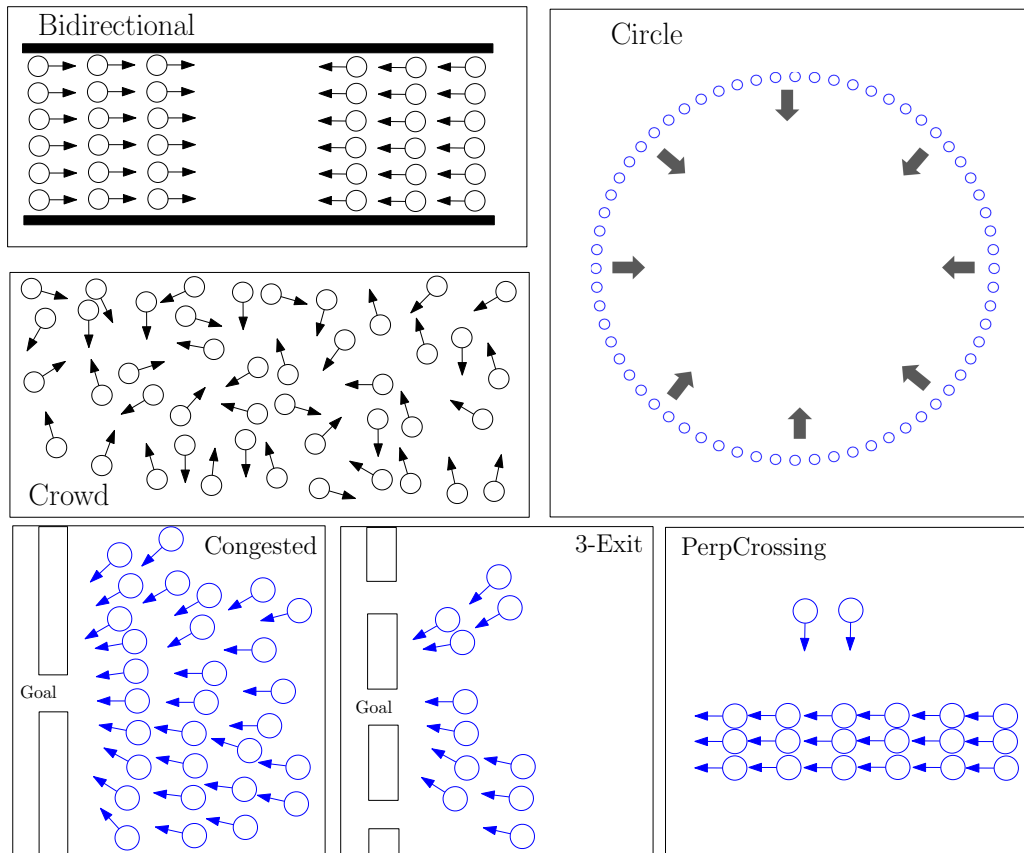 Bidirectional
Circle
Crowd
Congested
Goal
3-Exit
Goal
PerpCrossing